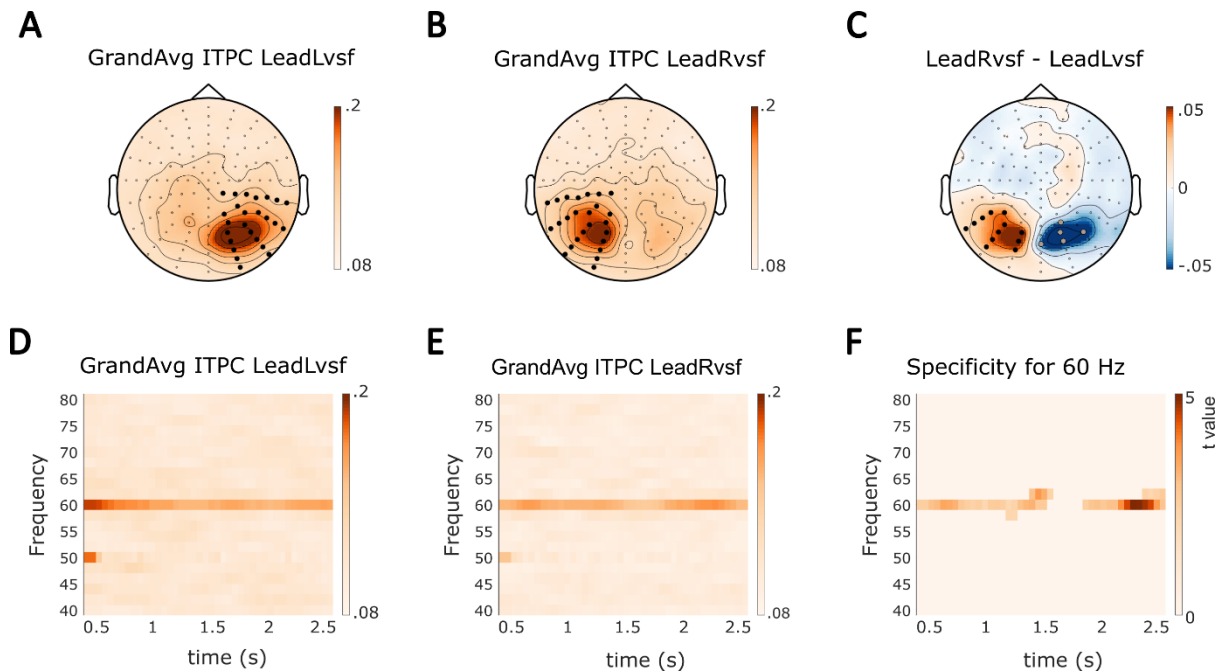 A
GrandAvg ITPC LeadLvsf
.2
.08
B
GrandAvg ITPC LeadRvsf
.2
.08
C
LeadRvsf - LeadLvsf
.05
0
-.05
D
GrandAvg ITPC LeadLvsf
Frequency
80
75
70
65
60
55
50
45
40
0.5 1 1.5 2 2.5
time (s)
.2
.08
E
GrandAvg ITPC LeadRvsf
Frequency
80
75
70
65
60
55
50
45
40
0.5 1 1.5 2 2.5
time (s)
.2
.08
F
Specificity for 60 Hz
Frequency
80
75
70
65
60
55
50
45
40
0.5 1 1.5 2 2.5
time (s)
5
0
t value